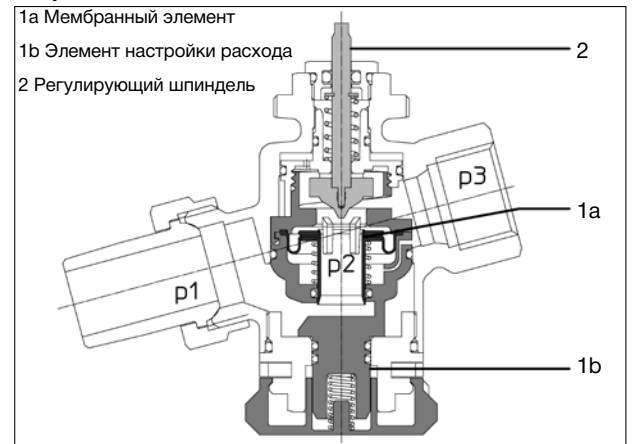 1a Мембранный элемент
1b Элемент настройки расхода
2 Регулирующий шпиндель
2
p3
1a
p2
p1
1b